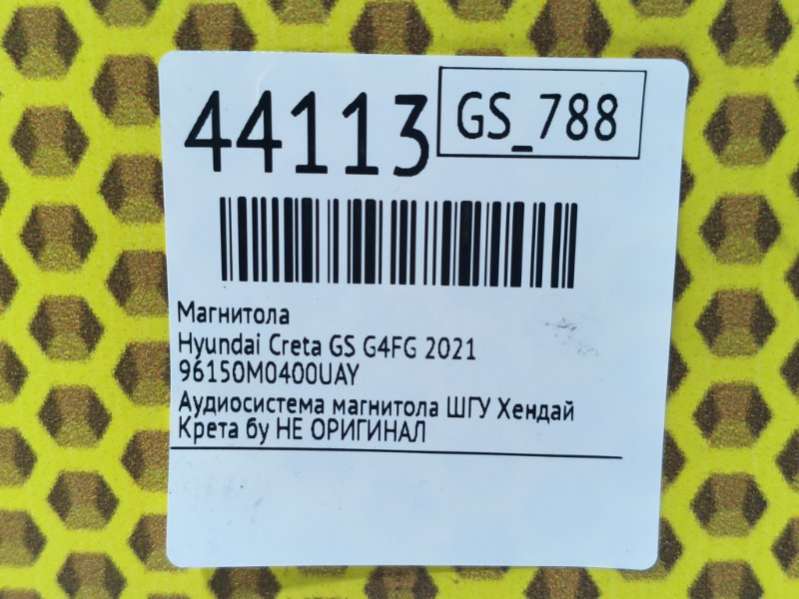 44113
GS_788
Магнитола
Hyundai Creta GS G4FG 2021
96150M0400UAY
Аудиосистема магнитола ШГУ Хендай
Крета бу НЕ ОРИГИНАЛ